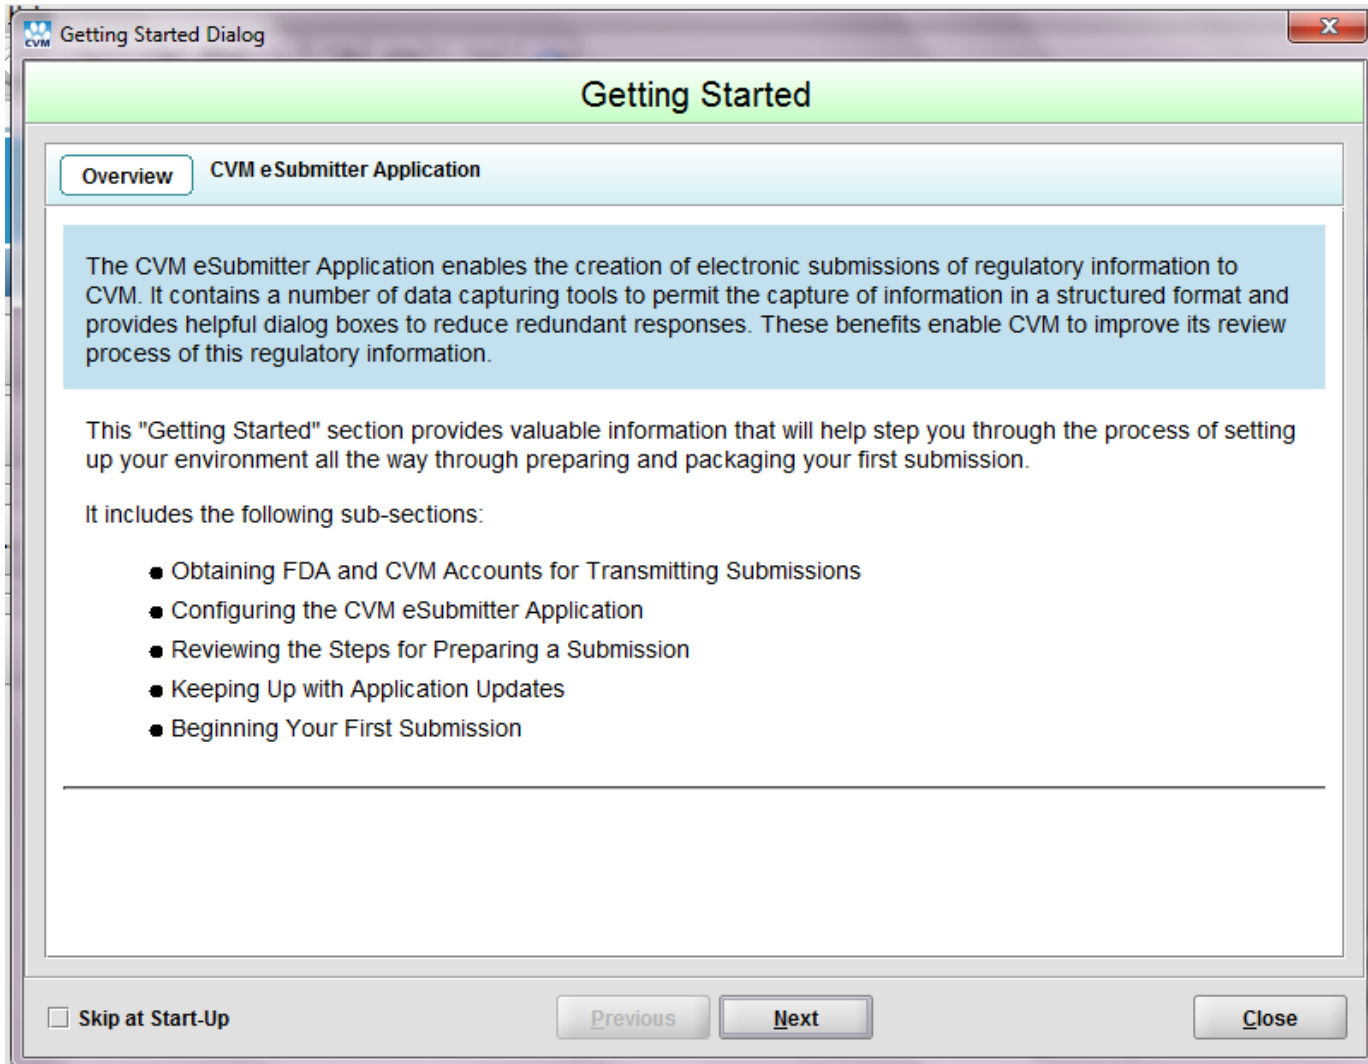 CVM
Getting Started Dialog
Getting Started
Overview
CVM eSubmitter Application
The CVM eSubmitter Application enables the creation of electronic submissions of regulatory information to
CVM. It contains a number of data capturing tools to permit the capture of information in a structured format and
provides helpful dialog boxes to reduce redundant responses. These benefits enable CVM to improve its review
process of this regulatory information.
This "Getting Started" section provides valuable information that will help step you through the process of setting
up your environment all the way through preparing and packaging your first submission.
It includes the following sub-sections:
Obtaining FDA and CVM Accounts for Transmitting Submissions
Configuring the CVM eSubmitter Application
Reviewing the Steps for Preparing a Submission
Keeping Up with Application Updates
Beginning Your First Submission
Skip at Start-Up
Previous
Next
Close